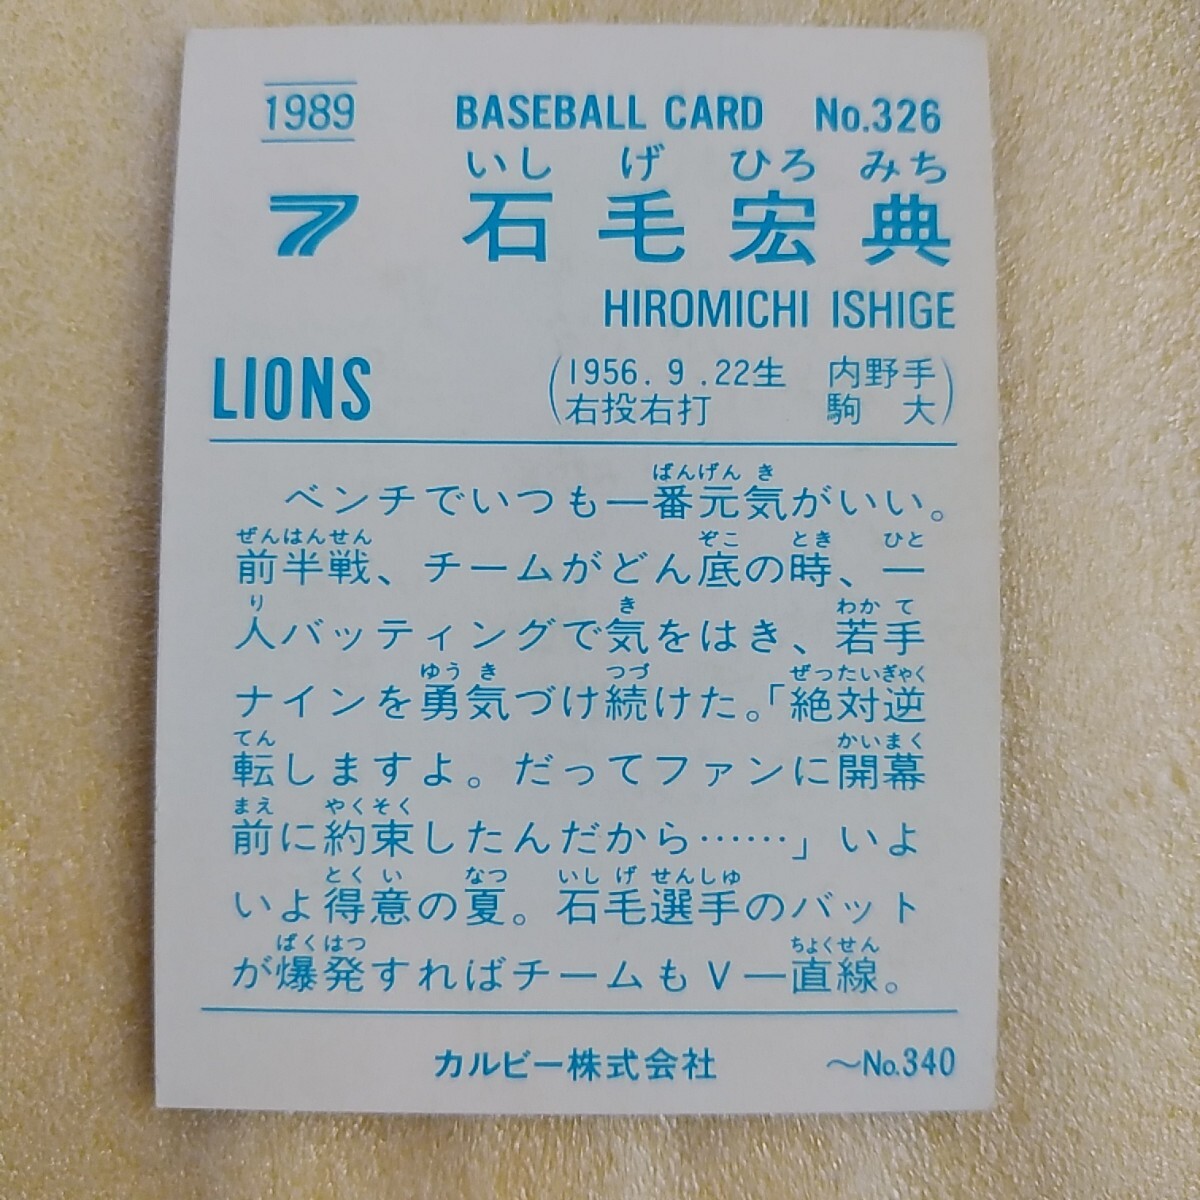 1989 BASEBALL CARD No.326
いし げ ひろ みち
7 石毛宏典
HIROMICHI ISHIGE
LIONS (1956. 9 .22生 内野手
右投右打 駒大)
ばんげん き
ベンチでいつも一番元気がいい。
ぜんはんせん ぞこ とき ひと
前半戦、チームがどん底の時、一
り き わか て
人バッティングで気をはき、若手
ゆう き つづ ぜったいぎゃく
ナインを勇気づけ続けた。「絶対逆
てん かいまく
転しますよ。だってファンに開幕
まえ やくそく
前に約束したんだから……」いよ
とく い なつ いし げ せんしゅ
いよ得意の夏。石毛選手のバット
ばくはつ ちょくせん
が爆発すればチームもV一直線。
カルビー株式会社 〜No.340